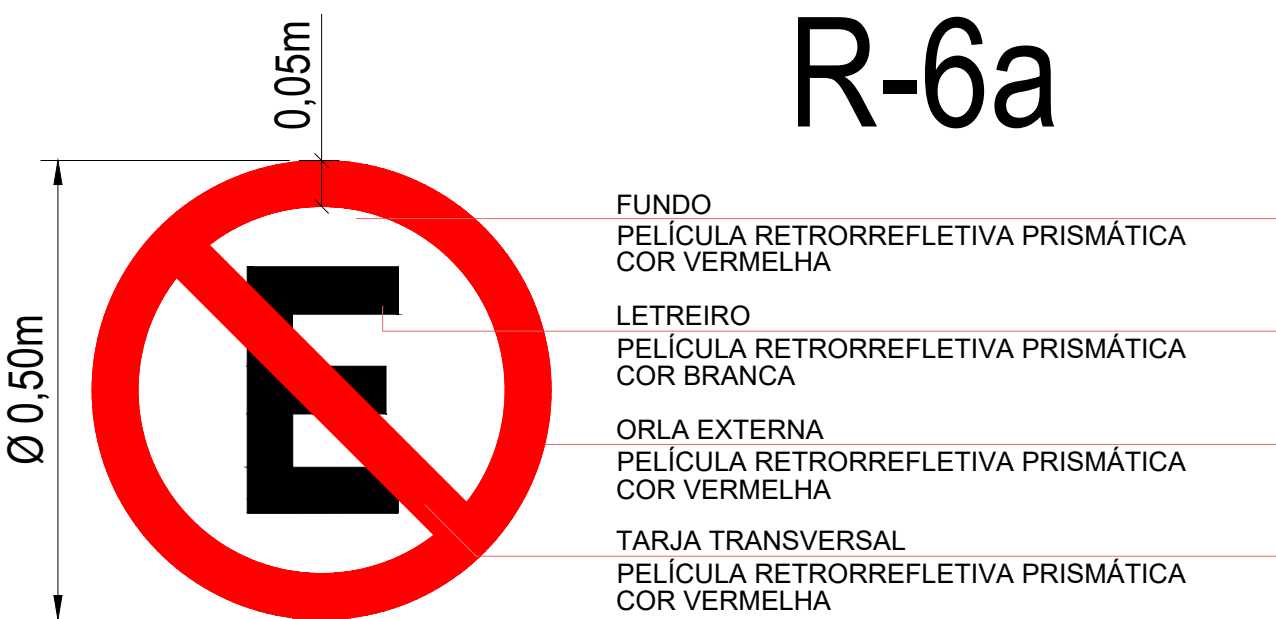 R-6a
0,05m
Ø 0,50m
E
FUNDO
PELÍCULA RETRORREFLETIVA PRISMÁTICA
COR VERMELHA
LETREIRO
PELÍCULA RETRORREFLETIVA PRISMÁTICA
COR BRANCA
ORLA EXTERNA
PELÍCULA RETRORREFLETIVA PRISMÁTICA
COR VERMELHA
TARJA TRANSVERSAL
PELÍCULA RETRORREFLETIVA PRISMÁTICA
COR VERMELHA